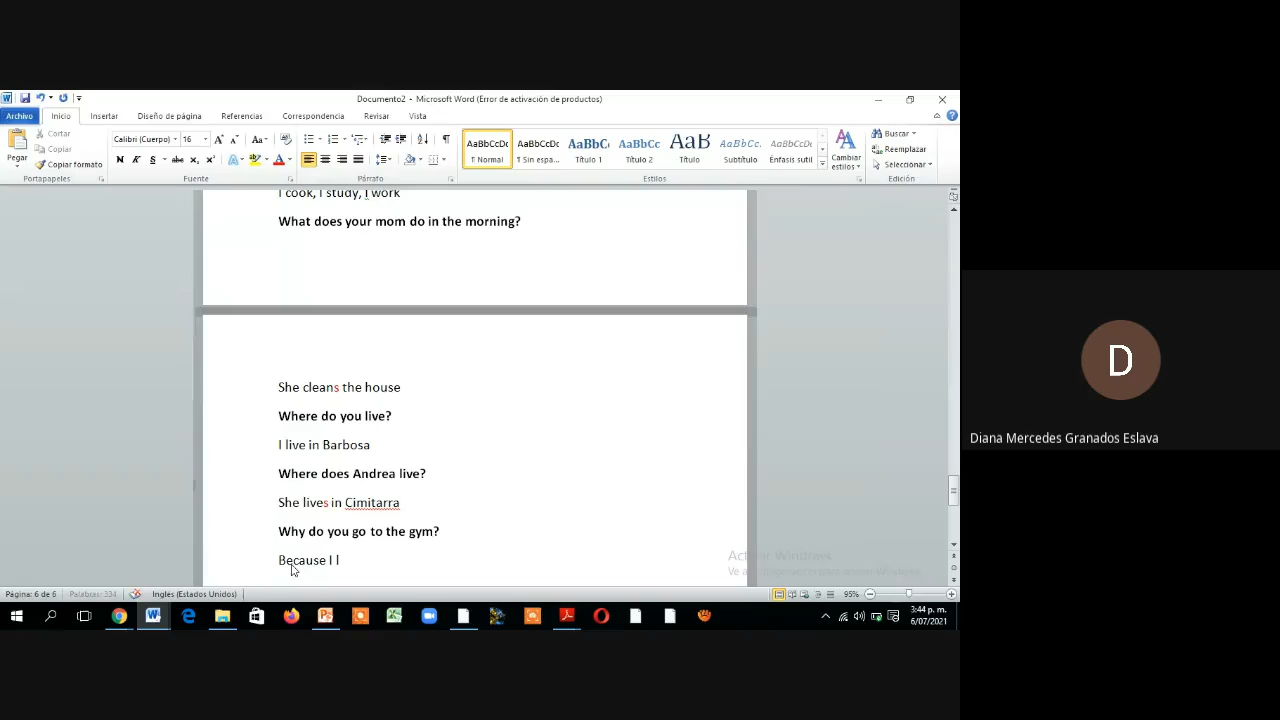 Documento2 - Microsoft Word (Error de activación de productos)
Archivo Inicio Insertar Diseño de página Referencias Correspondencia Revisar Vista
Pegar
Cortar
Copiar
Copiar formato
Portapapeles
Calibri (Cuerpo) 16
Fuente
Párrafo
AaBbCcDc AaBbCcDc AaBbC AaBbCc AaB AaBbCc. AaBbCcDc
¶ Normal ¶ Sin espa... Título 1 Título 2 Título Subtítulo Énfasis sutil
Estilos
Cambiar
estilos
Buscar
Reemplazar
Seleccionar
Edición
I cook, I study, I work
What does your mom do in the morning?
She cleans the house
Where do you live?
I live in Barbosa
Where does Andrea live?
She lives in Cimitarra
Why do you go to the gym?
Because I l
Página: 6 de 6 Palabras: 334 Inglés (Estados Unidos) 95%
3:44 p. m.
6/07/2021
D
Diana Mercedes Granados Eslava